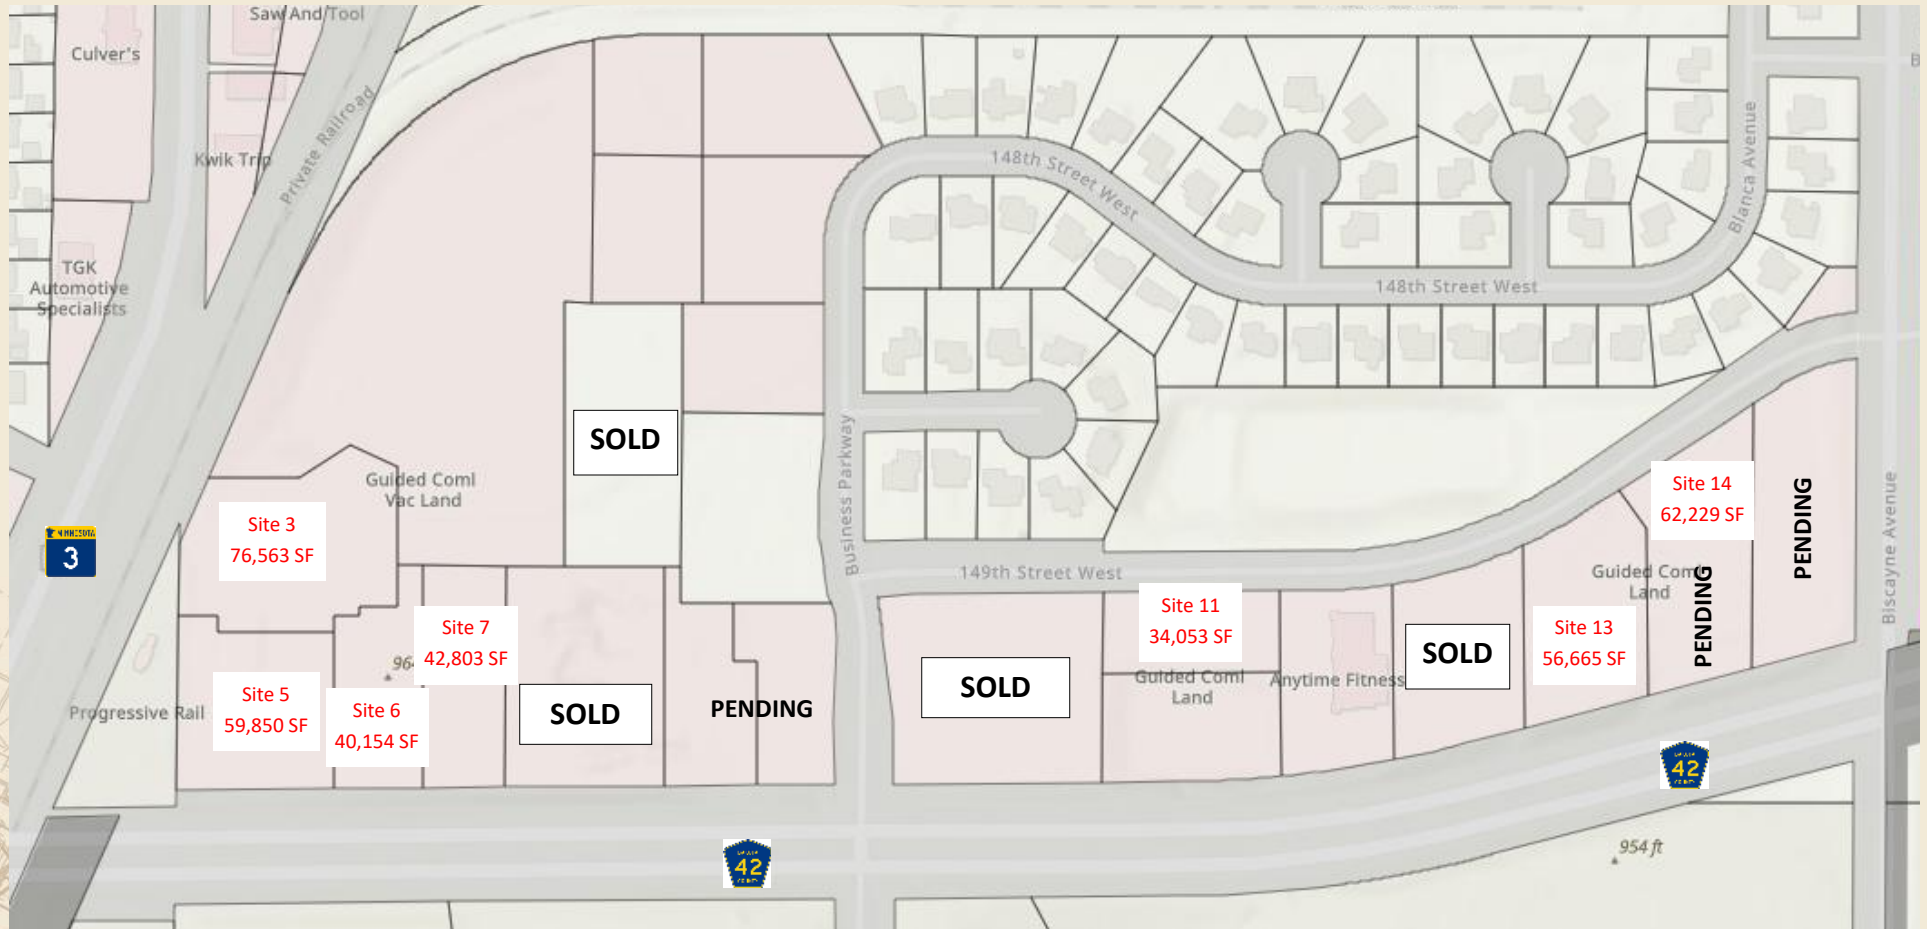 Saw And Tool
Culver's
Kwik Trip
Private Railroad
TGK
Automotive
Specialists
148th Street West
Blanca Avenue
148th Street West
SOLD
Business Parkway
Guided Coml
Vac Land
Site 3
76,563 SF
MINNESOTA
3
149th Street West
Site 14
62,229 SF
PENDING
Biscayne Avenue
Guided Coml
Land
PENDING
Site 7
42,803 SF
Site 11
34,053 SF
Site 13
56,665 SF
SOLD
964
Site 5
59,850 SF
Site 6
40,154 SF
Progressive Rail
SOLD
PENDING
SOLD
Guided Coml
Land
Anytime Fitness
42
42
954 ft